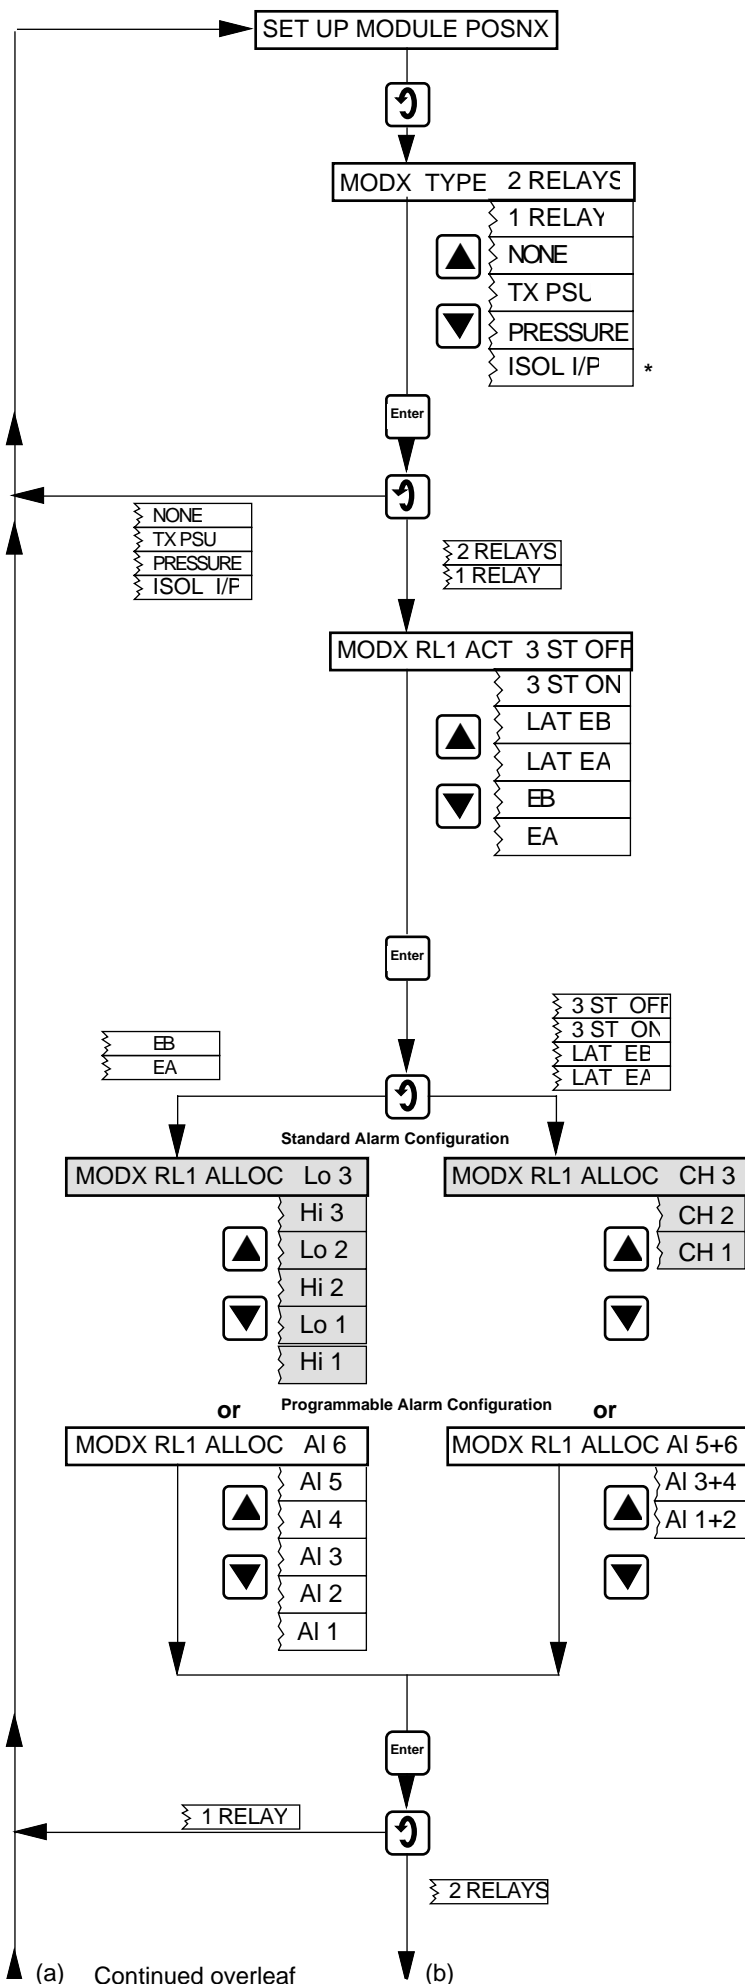 SET UP MODULE POSNX
MODX TYPE 2 RELAYS
1 RELAY
NONE
TX PSU
PRESSURE
ISOL I/P *
Enter
NONE
TX PSU
PRESSURE
ISOL I/P
2 RELAYS
1 RELAY
MODX RL1 ACT 3 ST OFF
3 ST ON
LAT EB
LAT EA
EB
EA
Enter
EB
EA
3 ST OFF
3 ST ON
LAT EB
LAT EA
Standard Alarm Configuration
MODX RL1 ALLOC Lo 3
Hi 3
Lo 2
Hi 2
Lo 1
Hi 1
MODX RL1 ALLOC CH 3
CH 2
CH 1
or Programmable Alarm Configuration or
MODX RL1 ALLOC Al 6
Al 5
Al 4
Al 3
Al 2
Al 1
MODX RL1 ALLOC Al 5+6
Al 3+4
Al 1+2
Enter
1 RELAY
2 RELAYS
(a) Continued overleaf (b)